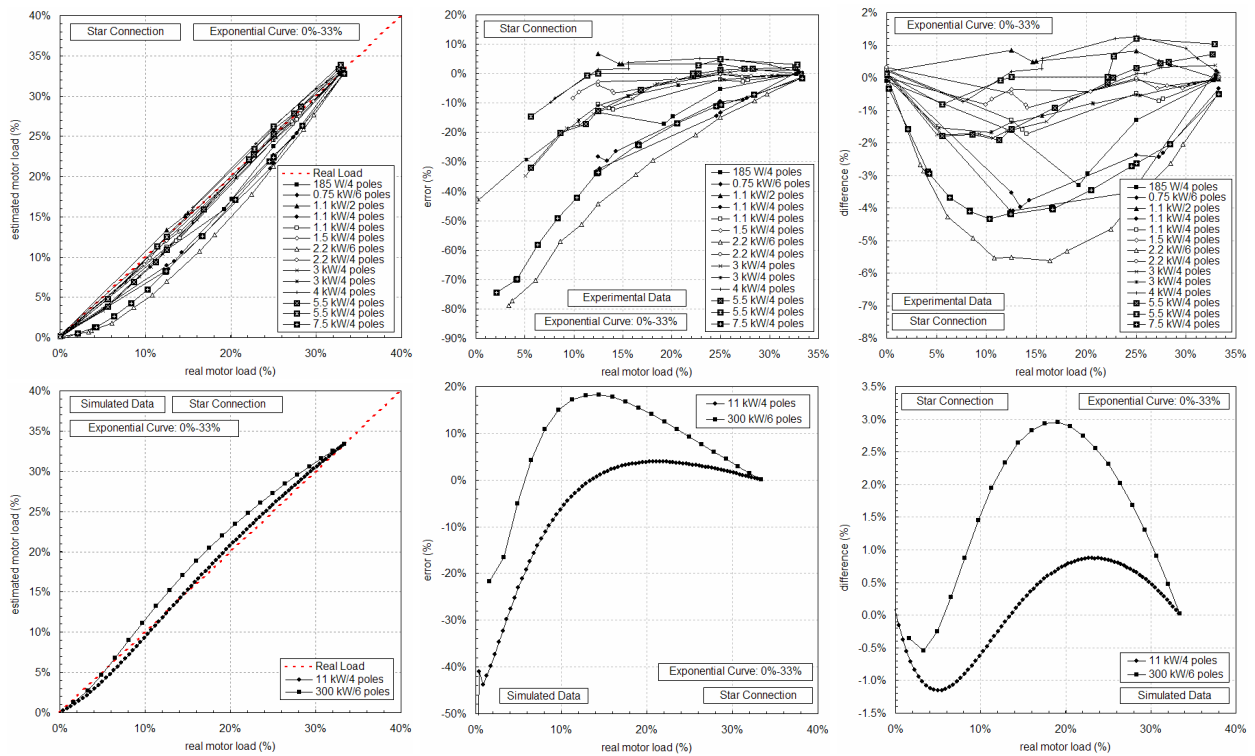 40%
35%
30%
25%
20%
15%
10%
5%
0%
0% 10% 20% 30% 40%
estimated motor load (%)
real motor load (%)
Star Connection
Exponential Curve: 0%-33%
Real Load
185 W/4 poles
0.75 kW/6 poles
1.1 kW/2 poles
1.1 kW/4 poles
1.1 kW/4 poles
1.5 kW/4 poles
2.2 kW/6 poles
2.2 kW/4 poles
3 kW/4 poles
3 kW/4 poles
4 kW/4 poles
5.5 kW/4 poles
5.5 kW/4 poles
7.5 kW/4 poles
20%
10%
0%
-10%
-20%
-30%
-40%
-50%
-60%
-70%
-80%
-90%
0% 5% 10% 15% 20% 25% 30% 35%
error (%)
real motor load (%)
Star Connection
185 W/4 poles
0.75 kW/6 poles
1.1 kW/2 poles
1.1 kW/4 poles
1.1 kW/4 poles
1.5 kW/4 poles
2.2 kW/6 poles
2.2 kW/4 poles
3 kW/4 poles
3 kW/4 poles
4 kW/4 poles
5.5 kW/4 poles
5.5 kW/4 poles
7.5 kW/4 poles
Experimental Data
Exponential Curve: 0%-33%
2%
1%
0%
-1%
-2%
-3%
-4%
-5%
-6%
-7%
-8%
0% 5% 10% 15% 20% 25% 30% 35%
difference (%)
real motor load (%)
Exponential Curve: 0%-33%
185 W/4 poles
0.75 kW/6 poles
1.1 kW/2 poles
1.1 kW/4 poles
1.1 kW/4 poles
1.5 kW/4 poles
2.2 kW/6 poles
2.2 kW/4 poles
3 kW/4 poles
3 kW/4 poles
4 kW/4 poles
5.5 kW/4 poles
5.5 kW/4 poles
7.5 kW/4 poles
Experimental Data
Star Connection
40%
35%
30%
25%
20%
15%
10%
5%
0%
0% 10% 20% 30% 40%
estimated motor load (%)
real motor load (%)
Simulated Data
Star Connection
Exponential Curve: 0%-33%
Real Load
11 kW/4 poles
300 kW/6 poles
20%
10%
0%
-10%
-20%
-30%
-40%
-50%
0% 10% 20% 30% 40%
error (%)
real motor load (%)
11 kW/4 poles
300 kW/6 poles
Exponential Curve: 0%-33%
Simulated Data
Star Connection
3.5%
3.0%
2.5%
2.0%
1.5%
1.0%
0.5%
0.0%
-0.5%
-1.0%
-1.5%
0% 10% 20% 30% 40%
difference (%)
real motor load (%)
Star Connection
Exponential Curve: 0%-33%
11 kW/4 poles
300 kW/6 poles
Simulated Data